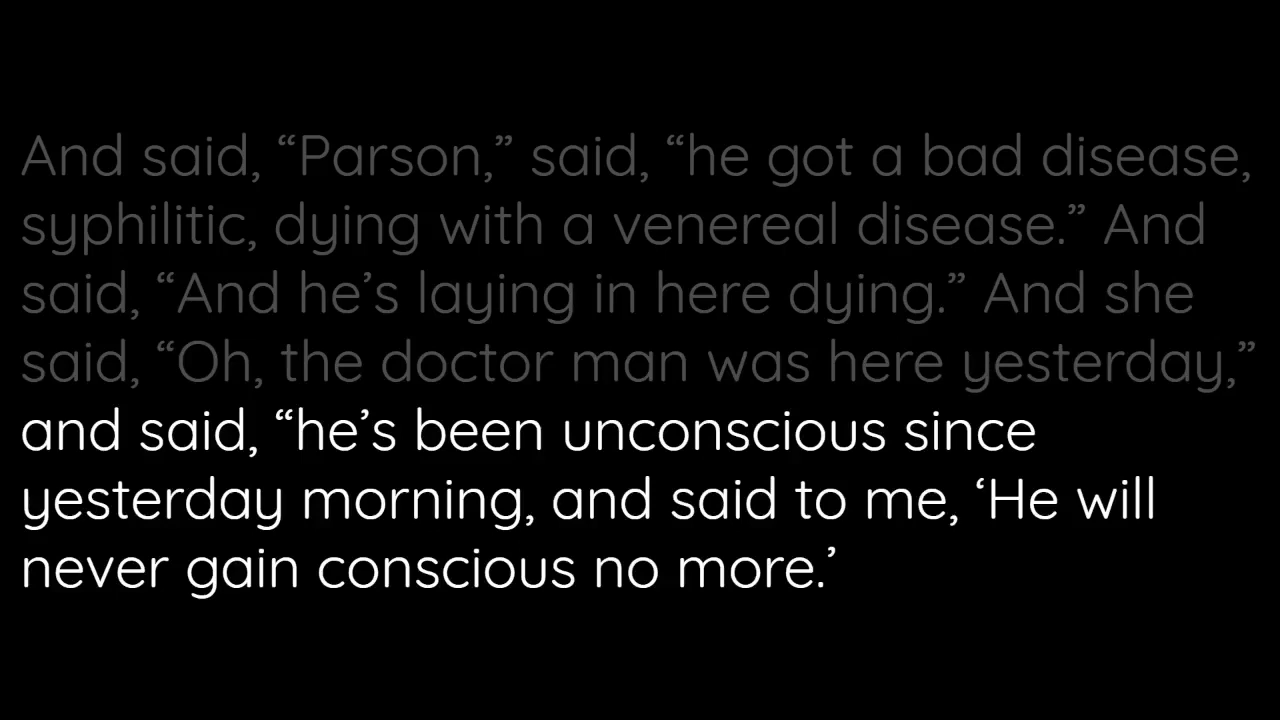 And said, “Parson,” said, “he got a bad disease,
syphilitic, dying with a venereal disease.” And
said, “And he’s laying in here dying.” And she
said, “Oh, the doctor man was here yesterday,”
and said, “he’s been unconscious since
yesterday morning, and said to me, ‘He will
never gain conscious no more.’